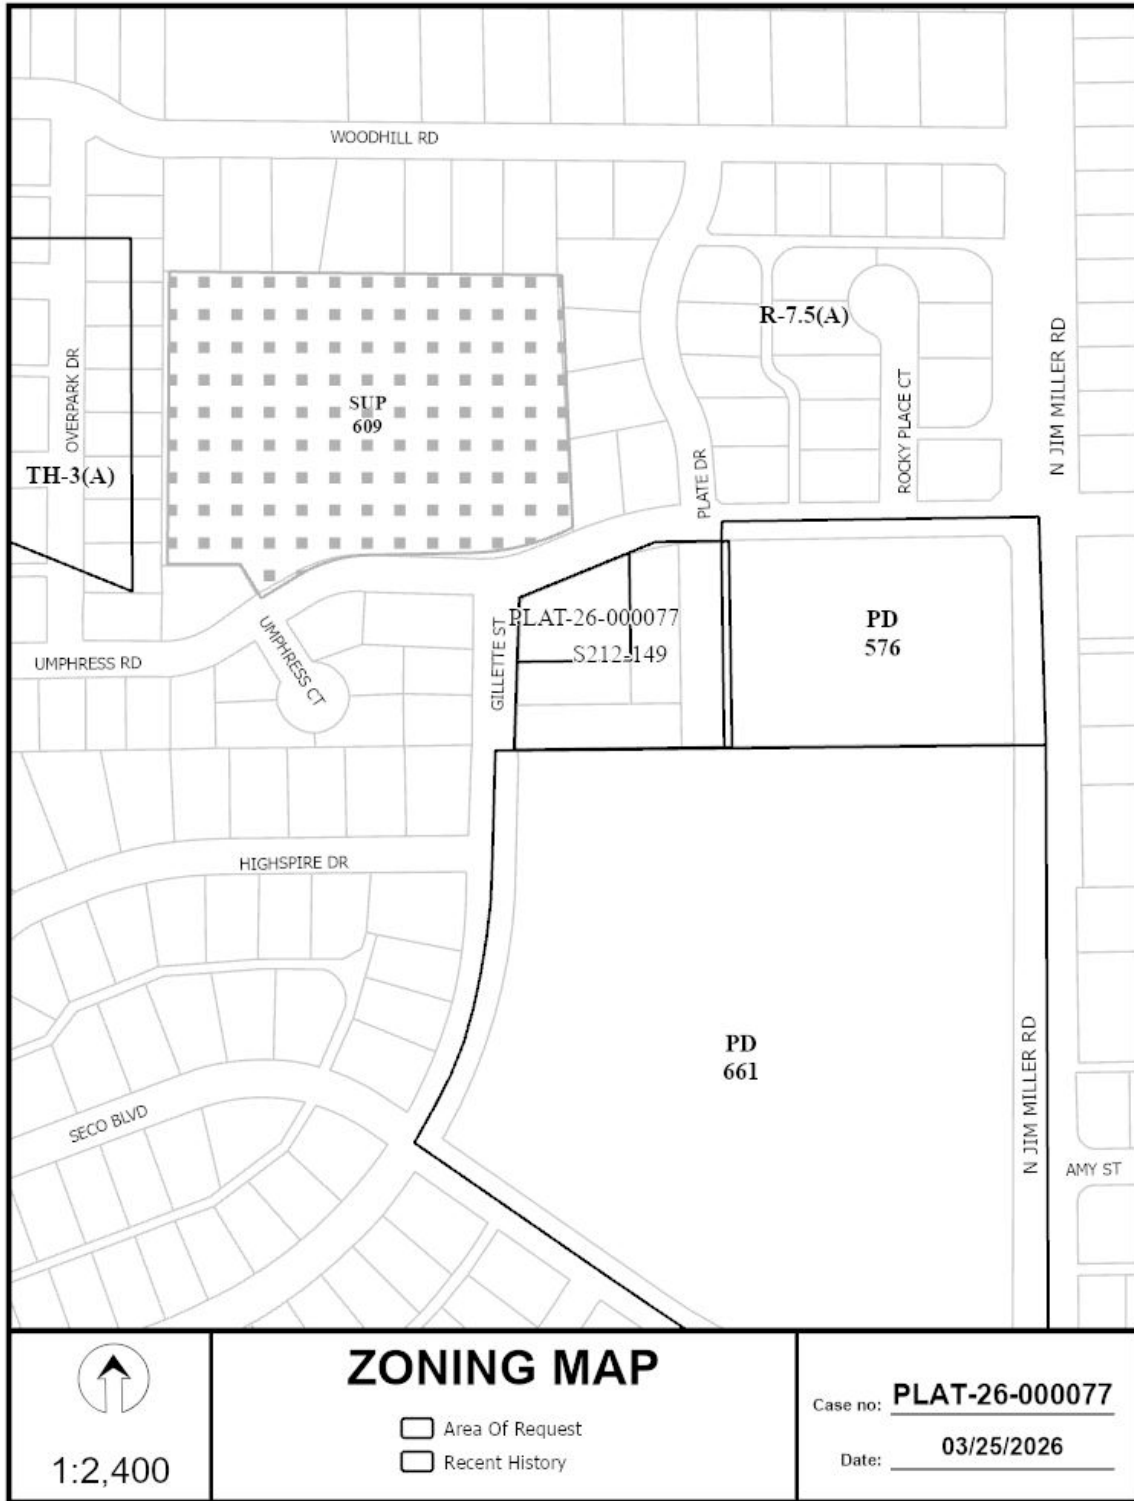 WOODHILL RD
R-7.5(A)
N JIM MILLER RD
OVERPARK DR
ROCKY PLACE CT
SUP
609
PLATE DR
TH-3(A)
PLAT-26-000077
PD
576
UMPHRESS CT
GILLETTE ST
S212-149
UMPHRESS RD
HIGHSPIRE DR
PD
661
N JIM MILLER RD
SECO BLVD
AMY ST
1:2,400
ZONING MAP
Area Of Request
Recent History
Case no: PLAT-26-000077
Date: 03/25/2026